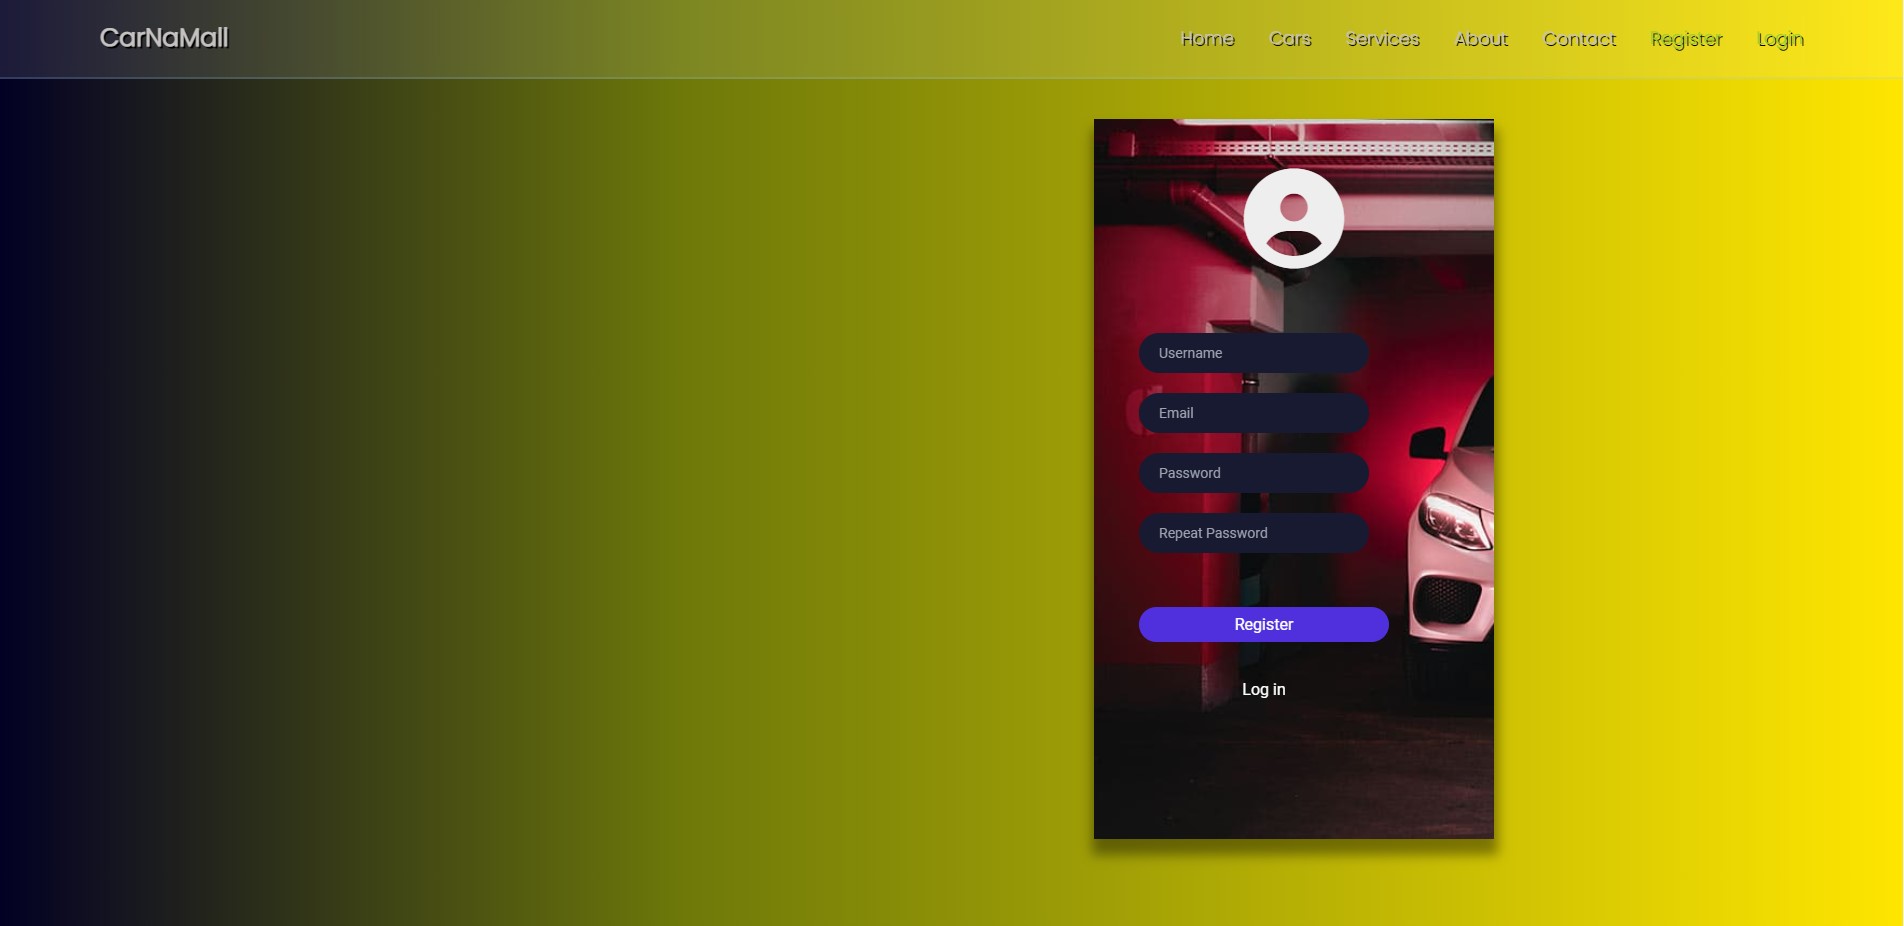 CarNaMall
Home Cars Services About Contact Register Login
Username
Email
Password
Repeat Password
Register
Log in